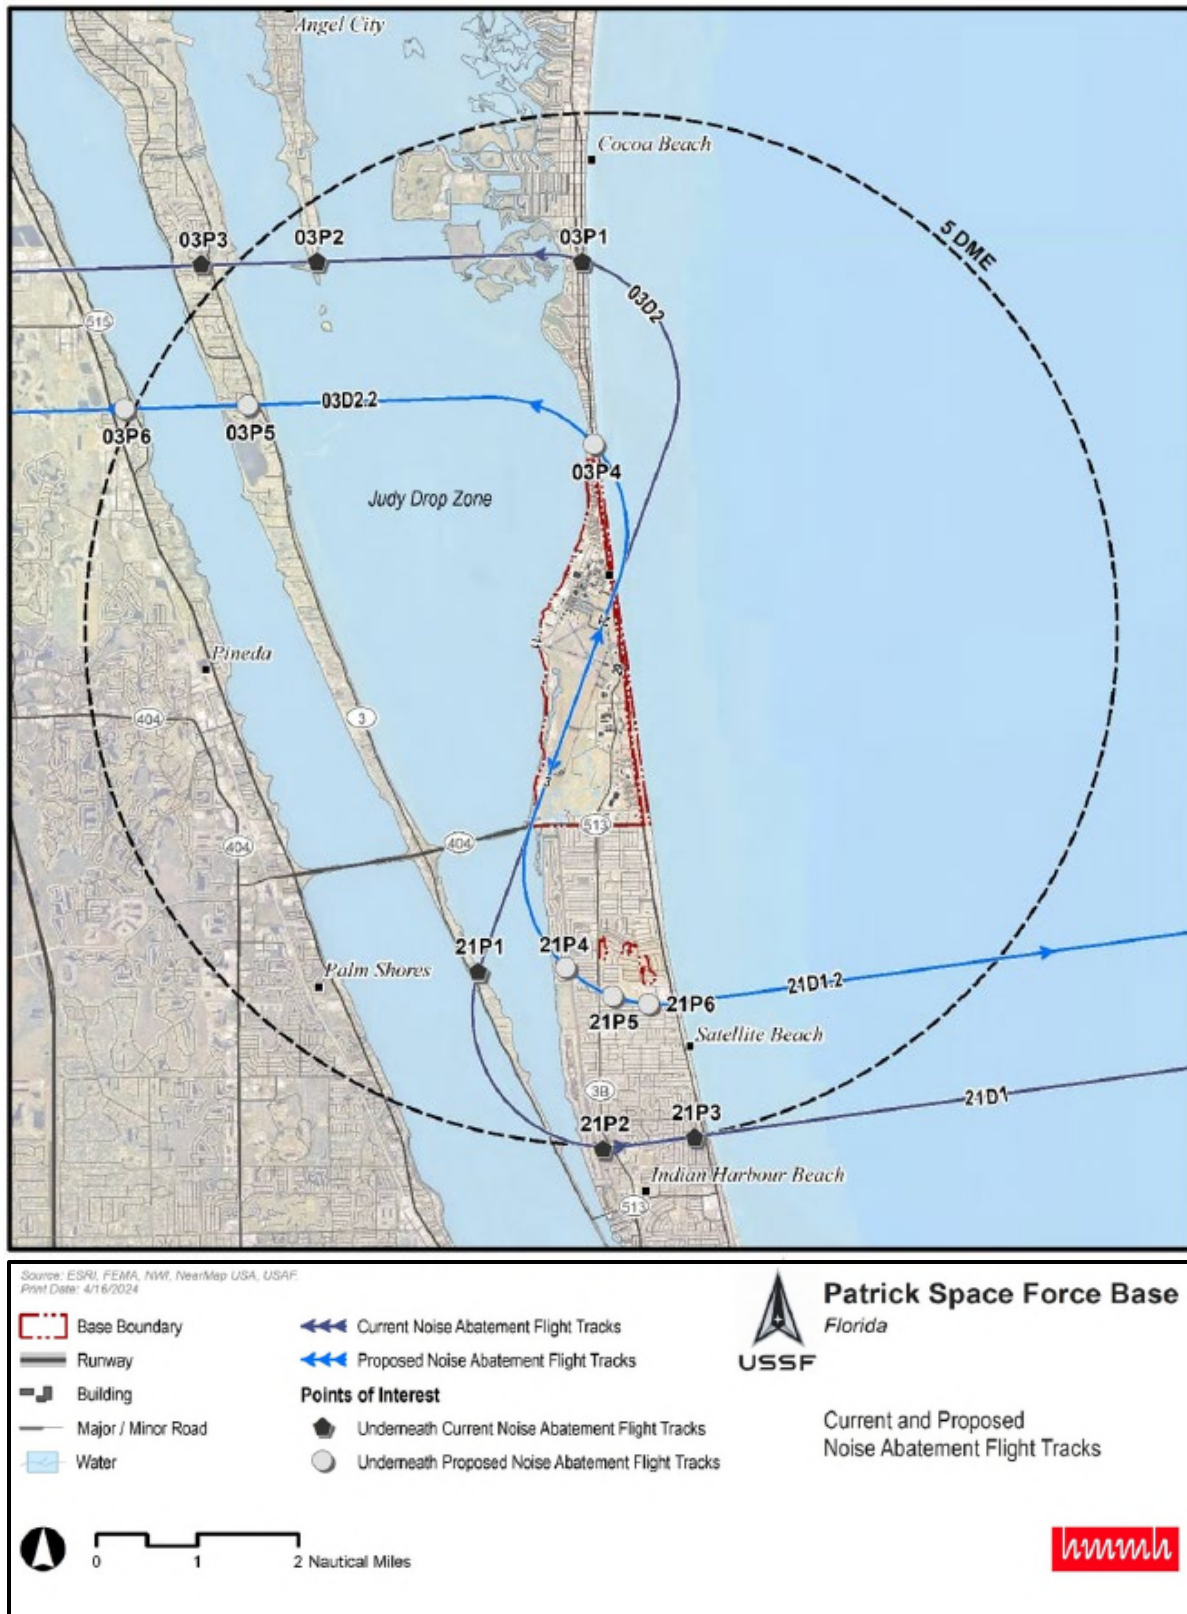 Angel City
Cocoa Beach
5 DME
03P3
03P2
03P1
03D2
515
03D2.2
03P6
03P5
03P4
Judy Drop Zone
Pineda
404
3
513
404
404
21P1
21P4
Palm Shores
21D1.2
21P5
21P6
Satellite Beach
3B
21D1
21P2
21P3
Indian Harbour Beach
513
Source: ESRI, FEMA, NWI, NearMap USA, USAF.
Print Date: 4/16/2024
Base Boundary
Runway
Building
Major / Minor Road
Water
Current Noise Abatement Flight Tracks
Proposed Noise Abatement Flight Tracks
Points of Interest
Underneath Current Noise Abatement Flight Tracks
Underneath Proposed Noise Abatement Flight Tracks
USSF
Patrick Space Force Base
Florida
Current and Proposed
Noise Abatement Flight Tracks
0 1 2 Nautical Miles
hmmh